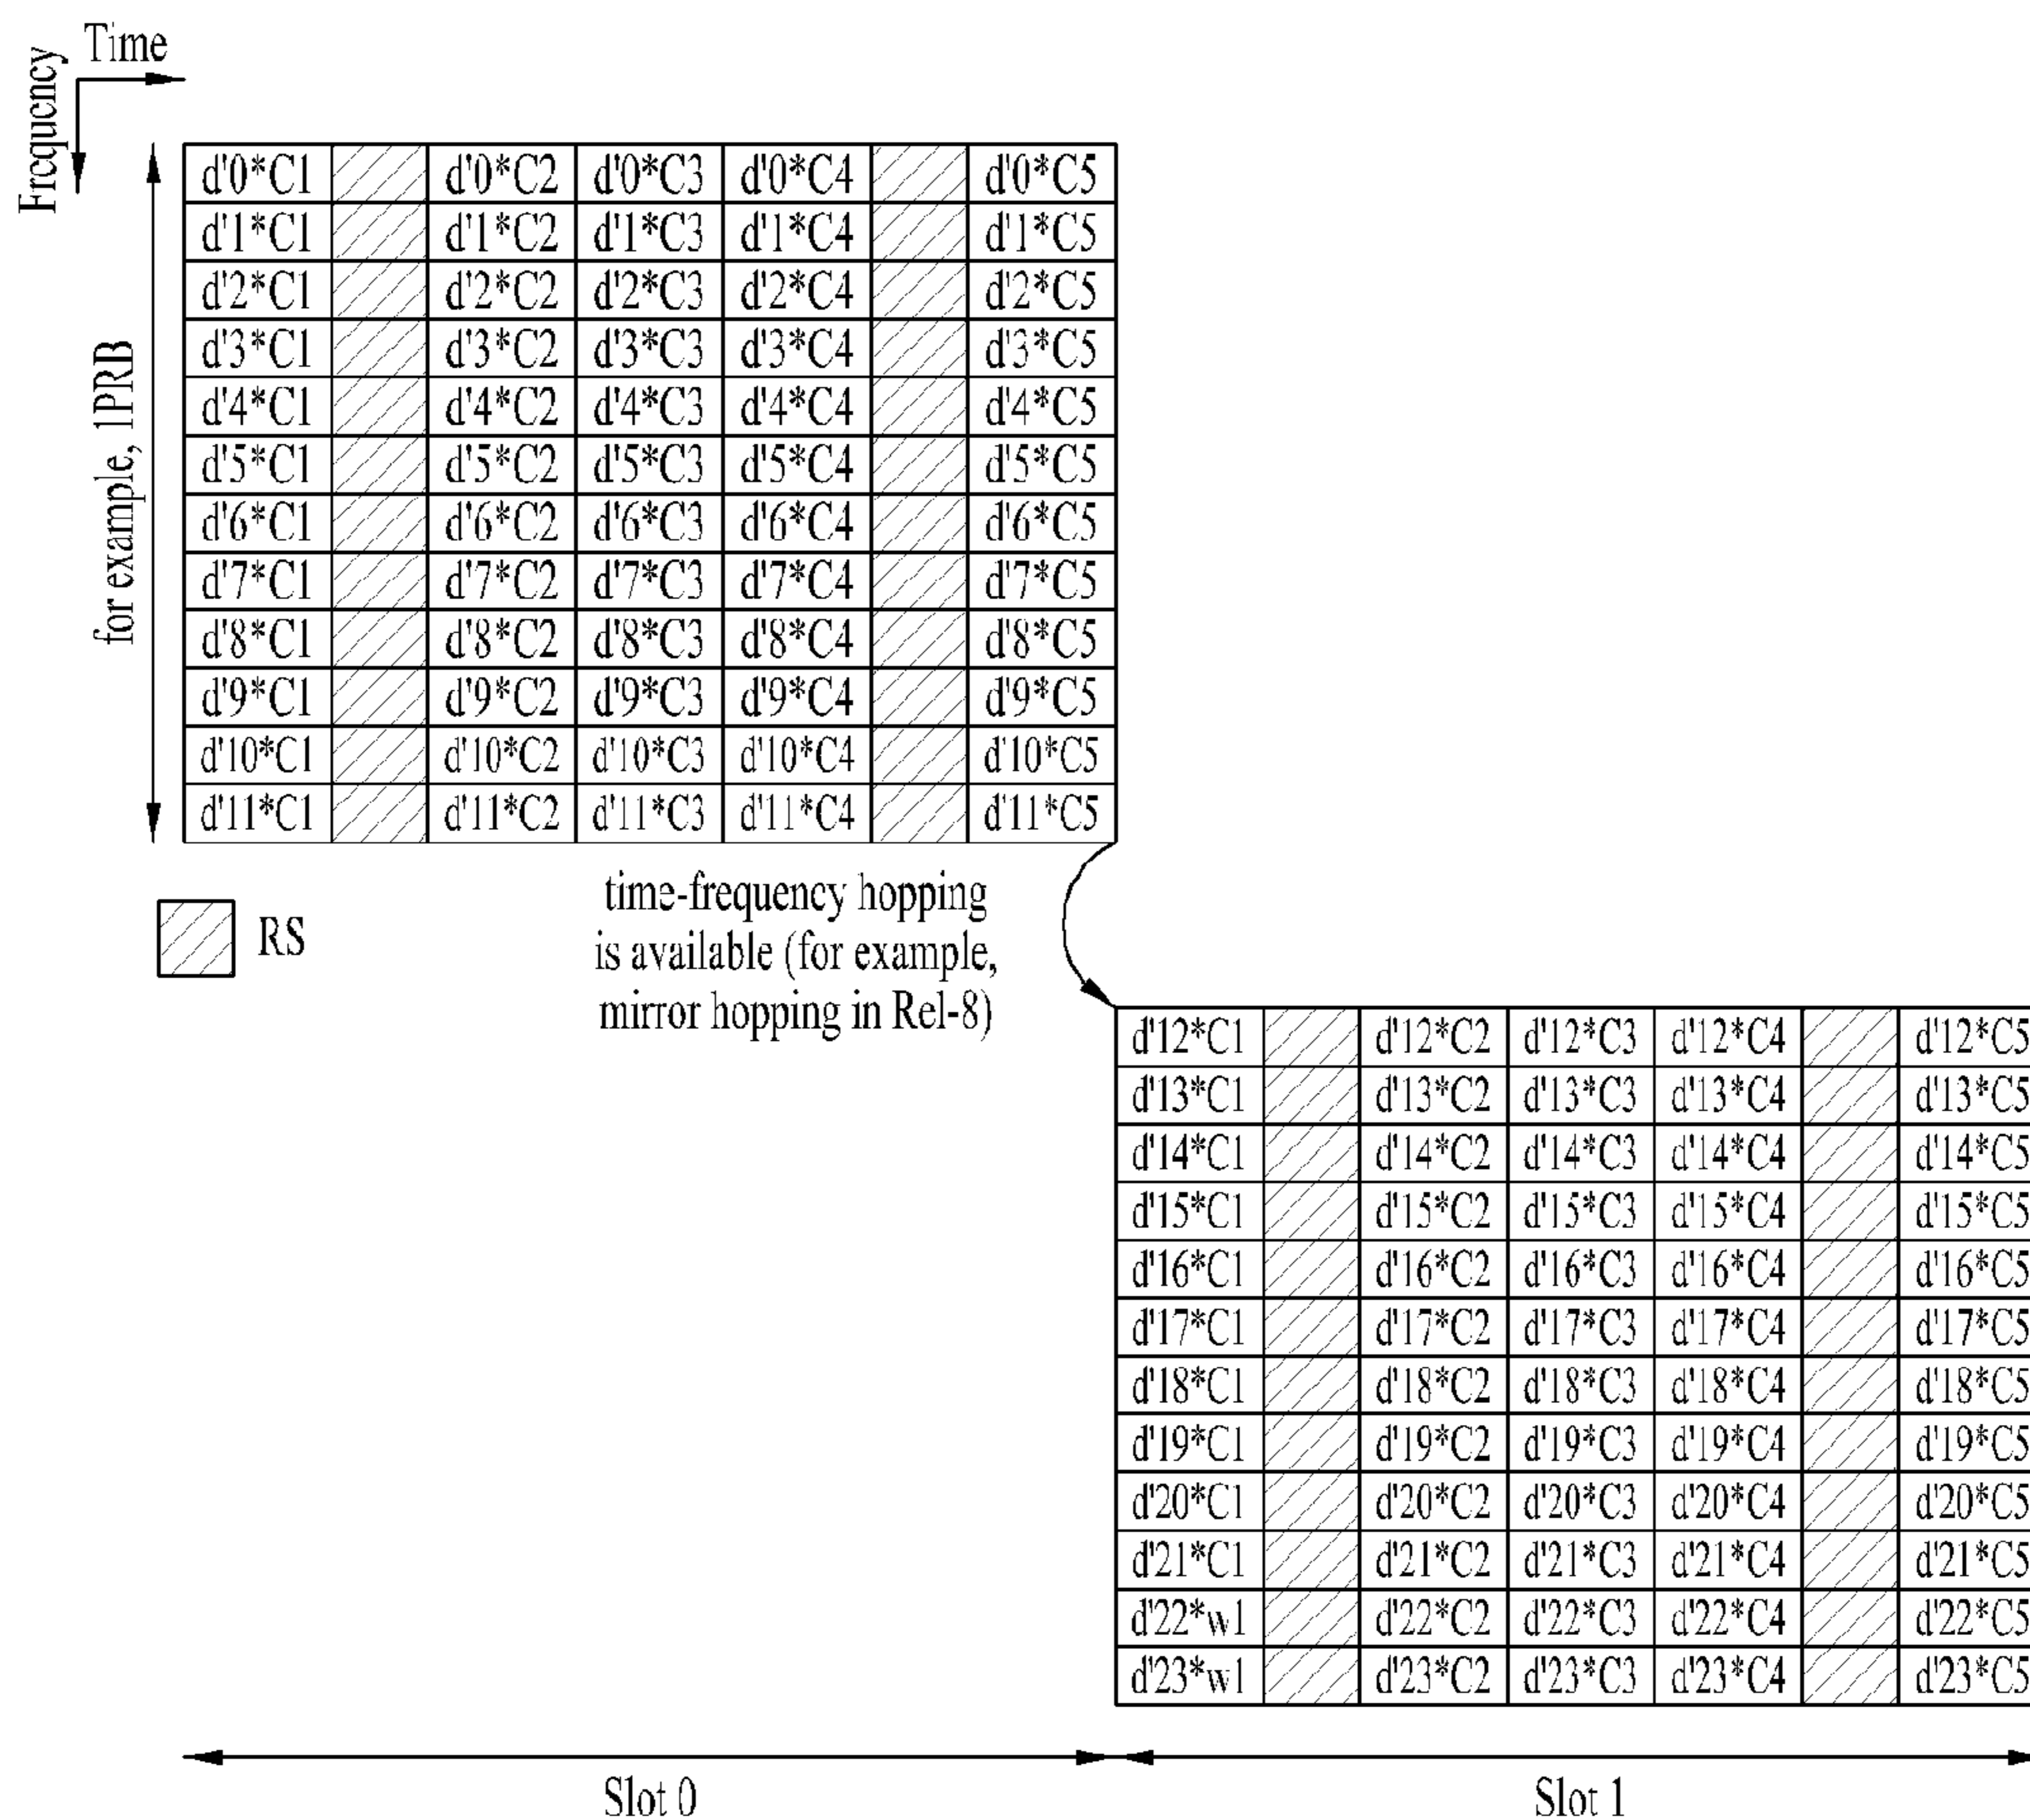 Time
Frequency
for example, 1PRB
d'0*C1 d'0*C2 d'0*C3 d'0*C4 d'0*C5
d'1*C1 d'1*C2 d'1*C3 d'1*C4 d'1*C5
d'2*C1 d'2*C2 d'2*C3 d'2*C4 d'2*C5
d'3*C1 d'3*C2 d'3*C3 d'3*C4 d'3*C5
d'4*C1 d'4*C2 d'4*C3 d'4*C4 d'4*C5
d'5*C1 d'5*C2 d'5*C3 d'5*C4 d'5*C5
d'6*C1 d'6*C2 d'6*C3 d'6*C4 d'6*C5
d'7*C1 d'7*C2 d'7*C3 d'7*C4 d'7*C5
d'8*C1 d'8*C2 d'8*C3 d'8*C4 d'8*C5
d'9*C1 d'9*C2 d'9*C3 d'9*C4 d'9*C5
d'10*C1 d'10*C2 d'10*C3 d'10*C4 d'10*C5
d'11*C1 d'11*C2 d'11*C3 d'11*C4 d'11*C5
RS
time-frequency hopping
is available (for example,
mirror hopping in Rel-8)
d'12*C1 d'12*C2 d'12*C3 d'12*C4 d'12*C5
d'13*C1 d'13*C2 d'13*C3 d'13*C4 d'13*C5
d'14*C1 d'14*C2 d'14*C3 d'14*C4 d'14*C5
d'15*C1 d'15*C2 d'15*C3 d'15*C4 d'15*C5
d'16*C1 d'16*C2 d'16*C3 d'16*C4 d'16*C5
d'17*C1 d'17*C2 d'17*C3 d'17*C4 d'17*C5
d'18*C1 d'18*C2 d'18*C3 d'18*C4 d'18*C5
d'19*C1 d'19*C2 d'19*C3 d'19*C4 d'19*C5
d'20*C1 d'20*C2 d'20*C3 d'20*C4 d'20*C5
d'21*C1 d'21*C2 d'21*C3 d'21*C4 d'21*C5
d'22*w1 d'22*C2 d'22*C3 d'22*C4 d'22*C5
d'23*w1 d'23*C2 d'23*C3 d'23*C4 d'23*C5
Slot 0 Slot 1